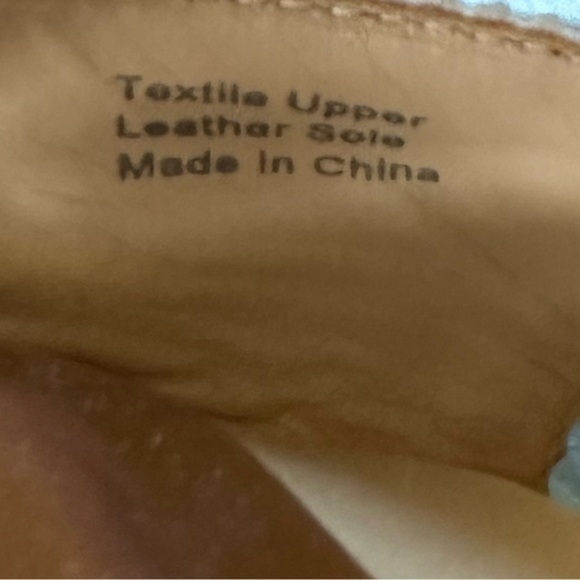 Textile Upper
Leather Sole
Made in China